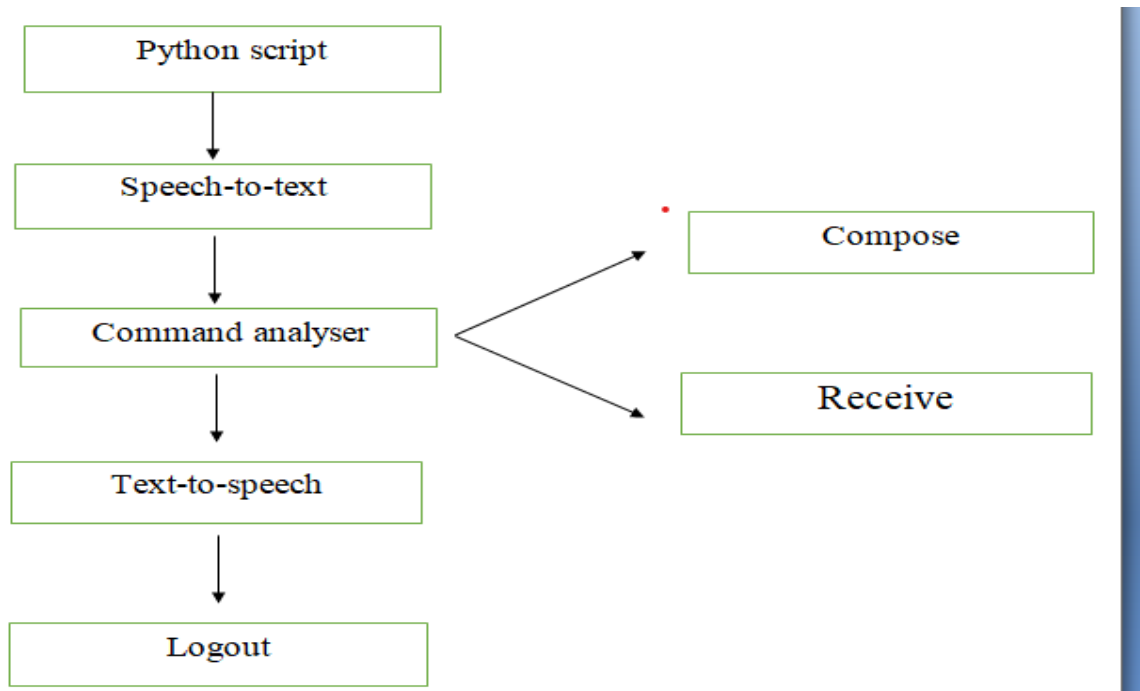 Python script
Speech-to-text
Compose
Command analyser
Receive
Text-to-speech
Logout